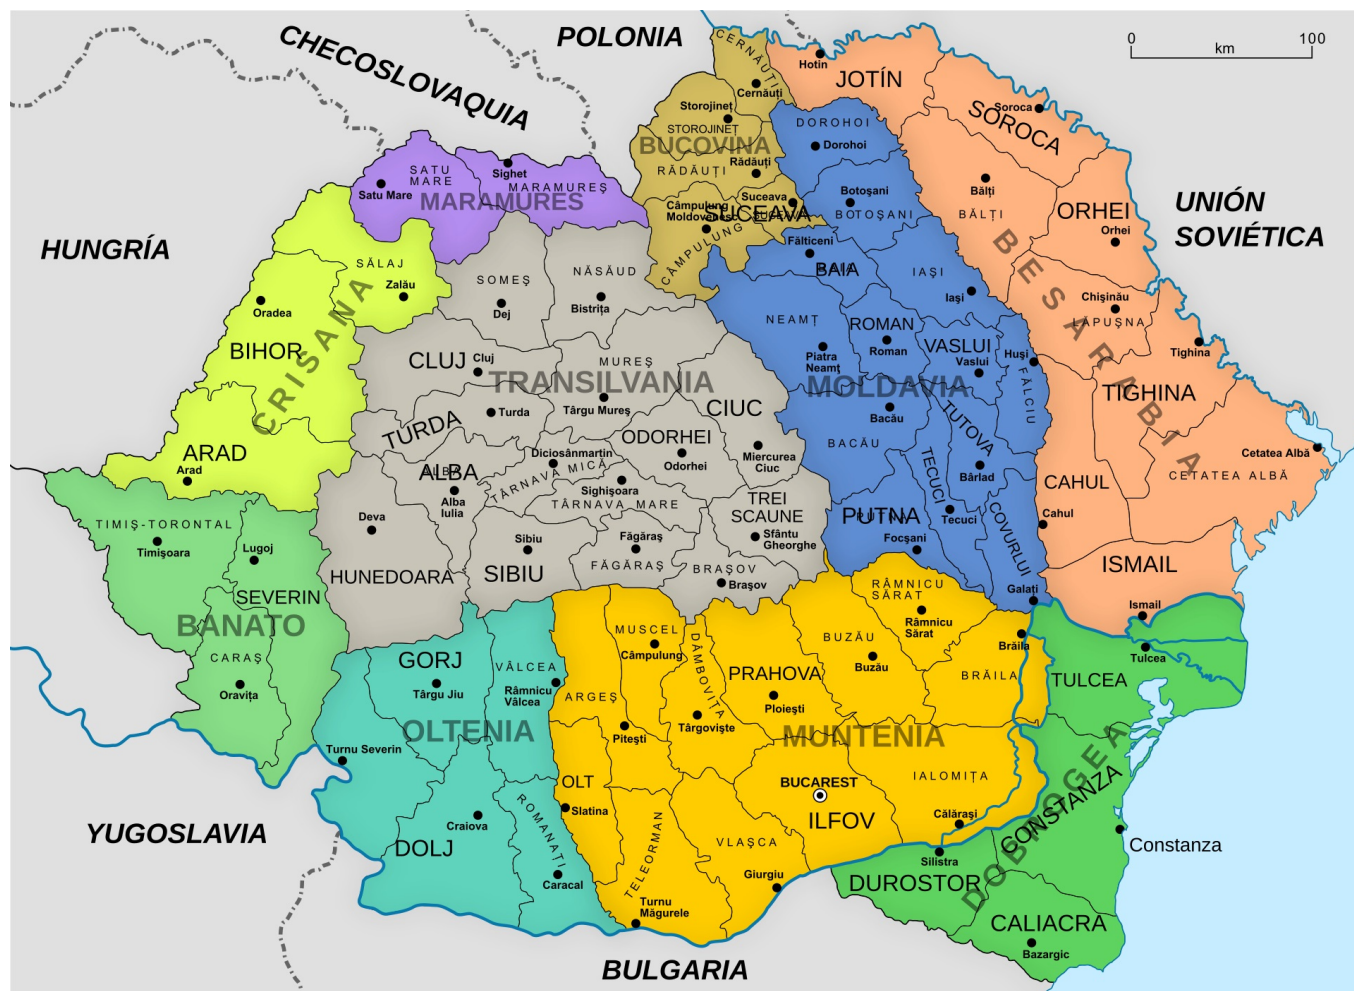 CHECOSLOVAQUIA
POLONIA
HUNGRÍA
UNIÓN
SOVIÉTICA
YUGOSLAVIA
BULGARIA
0 km 100
CERNĂUȚI
Cernăuți
Storojineț
STOROJINEȚ
BUCOVINA
RĂDĂUȚI
Rădăuți
Suceava
SUCEAVA
SUCEAVA
Câmpulung
Moldovenesc
CÂMPULUNG
Hotin
JOTÍN
Soroca
SOROCA
Bălți
BĂLȚI
ORHEI
Orhei
BESARABIA
Chișinău
LĂPUȘNA
Tighina
TIGHINA
Cetatea Albă
CETATEA ALBĂ
CAHUL
Cahul
ISMAIL
Ismail
DOROHOI
Dorohoi
Botoșani
BOTOȘANI
Fălticeni
BAIA
IAȘI
Iași
NEAMȚ
Piatra
Neamț
ROMAN
Roman
VASLUI
Vaslui
Huși
FĂLCIU
MOLDAVIA
Bacău
BACĂU
TUTOVA
Bârlad
TECUCI
Tecuci
PUTNA
Focșani
COVURLUI
Galați
SATU
MARE
Satu Mare
Sighet
MARAMUREȘ
MARAMURES
SĂLAJ
Zalău
Oradea
BIHOR
CRISANA
ARAD
Arad
SOMEȘ
Dej
NĂSĂUD
Bistrița
CLUJ
Cluj
MUREȘ
TRANSILVANIA
Târgu Mureș
TURDA
Turda
CIUC
Miercurea
Ciuc
ODORHEI
Odorhei
ALBA
ALBA
Alba
Iulia
Diciosânmartin
TÂRNAVA MICĂ
Sighișoara
TÂRNAVA MARE
TREI
SCAUNE
Sfântu
Gheorghe
Deva
HUNEDOARA
Sibiu
SIBIU
Făgăraș
FĂGĂRAȘ
BRAȘOV
Brașov
TIMIȘ-TORONTAL
Timișoara
Lugoj
SEVERIN
BANATO
CARAȘ
Oravița
GORJ
Târgu Jiu
VÂLCEA
Râmnicu
Vâlcea
OLTENIA
Turnu Severin
Craiova
DOLJ
ROMANAȚI
Caracal
MUSCEL
Câmpulung
ARGEȘ
Pitești
DÂMBOVIȚA
Târgoviște
PRAHOVA
Ploiești
BUZĂU
Buzău
RÂMNICU
SĂRAT
Râmnicu
Sărat
Brăila
BRĂILA
MUNTENIA
OLT
Slatina
TELEORMAN
Turnu
Măgurele
VLAȘCA
Giurgiu
BUCAREST
ILFOV
IALOMIȚA
Călărași
Tulcea
TULCEA
DOBROGEA
CONSTANZA
Constanza
Silistra
DUROSTOR
CALIACRA
Bazargic